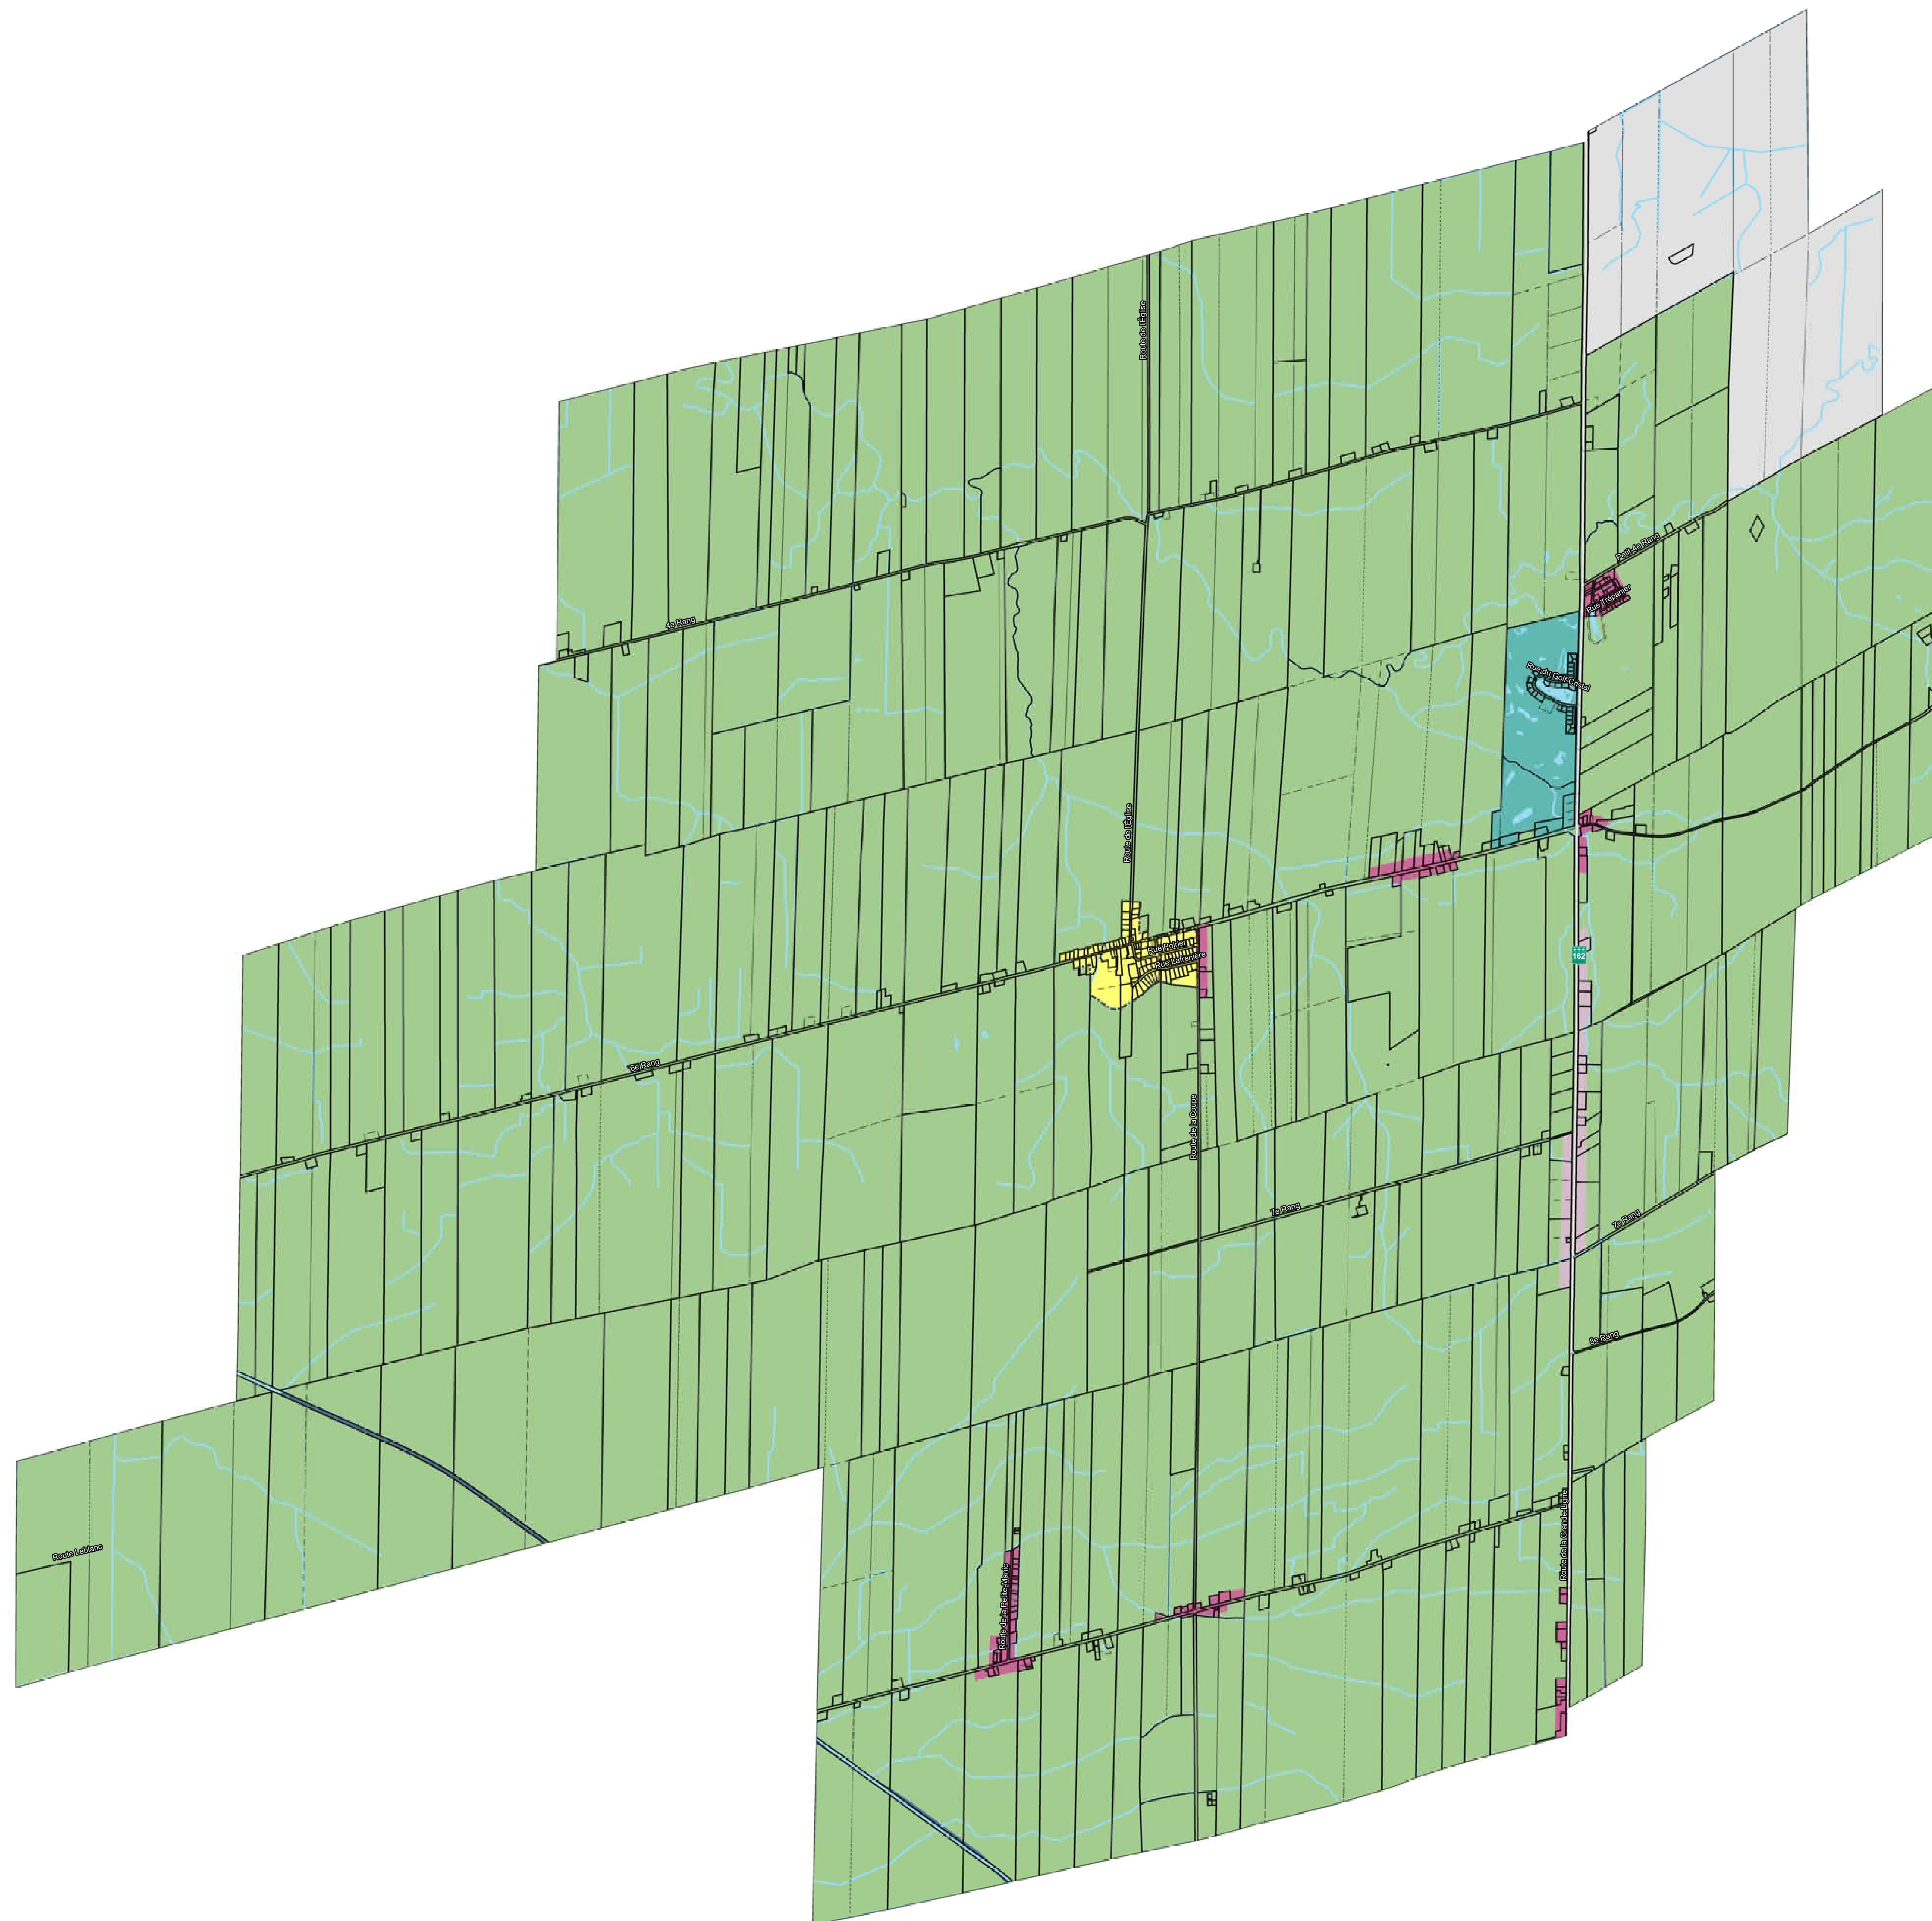 Route de l'Église
Petit 4e Rang
Rue Trépanier
4e Rang
Rue du Golf-Cristal
Route de l'Église
Rue Poirier
Rue Lafrenière
162
6e Rang
Route de la Coupe
7e Rang
7e Rang
8e Rang
Route de la Grande-Ligne
Route Leblanc